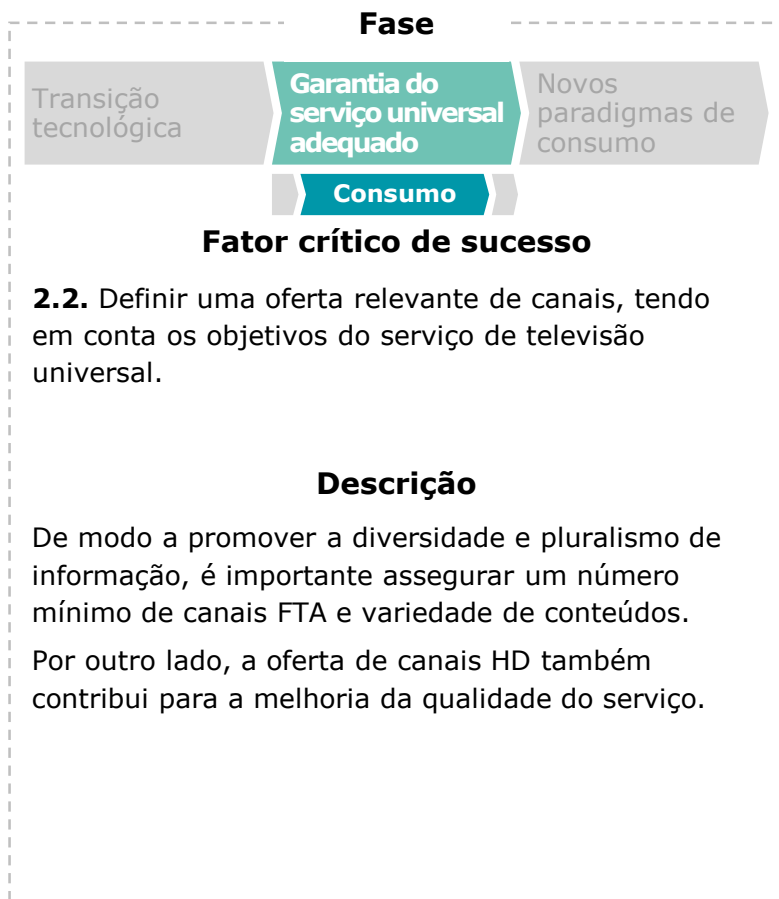 Fase
Transição
tecnológica
Garantia do
serviço universal
adequado
Novos
paradigmas de
consumo
Consumo
Fator crítico de sucesso
2.2. Definir uma oferta relevante de canais, tendo
em conta os objetivos do serviço de televisão
universal.
Descrição
De modo a promover a diversidade e pluralismo de
informação, é importante assegurar um número
mínimo de canais FTA e variedade de conteúdos.
Por outro lado, a oferta de canais HD também
contribui para a melhoria da qualidade do serviço.